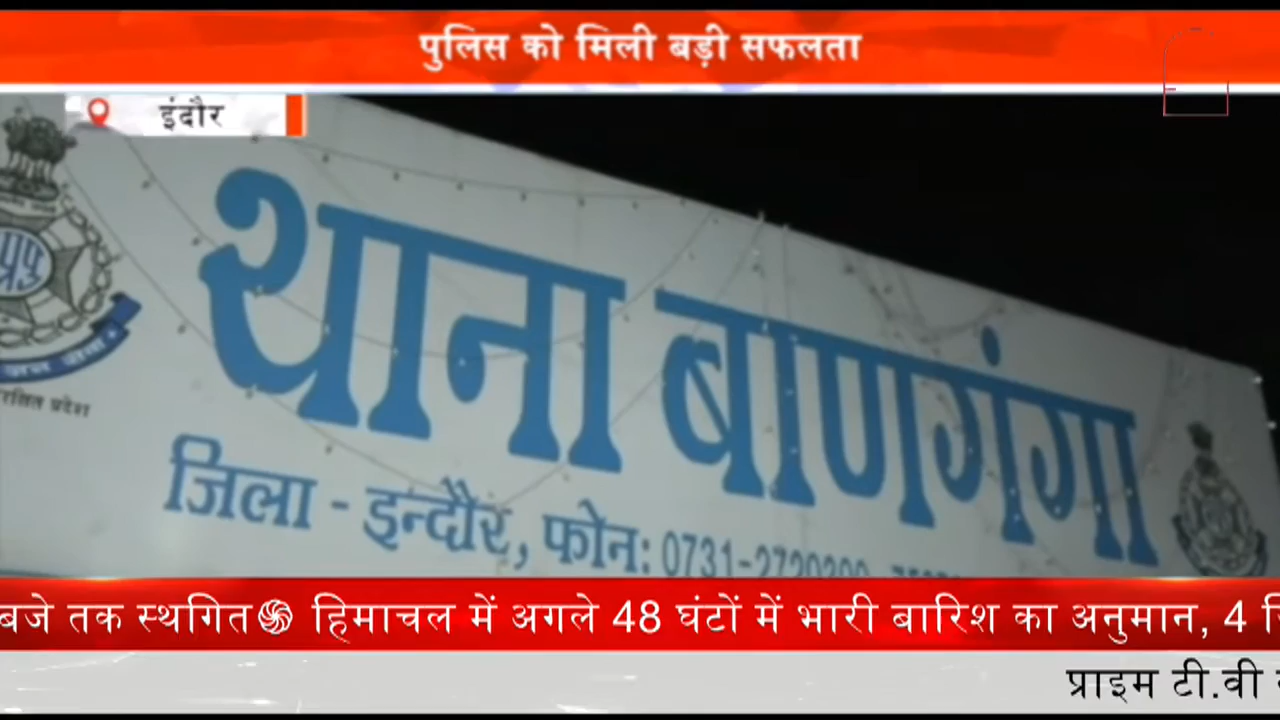 पुलिस को मिली बड़ी सफलता
इंदौर
थाना बाणगंगा
जिला - इन्दौर, फोन: 0731-2720200
बजे तक स्थगित हिमाचल में अगले 48 घंटों में भारी बारिश का अनुमान, 4
प्राइम टी.वी